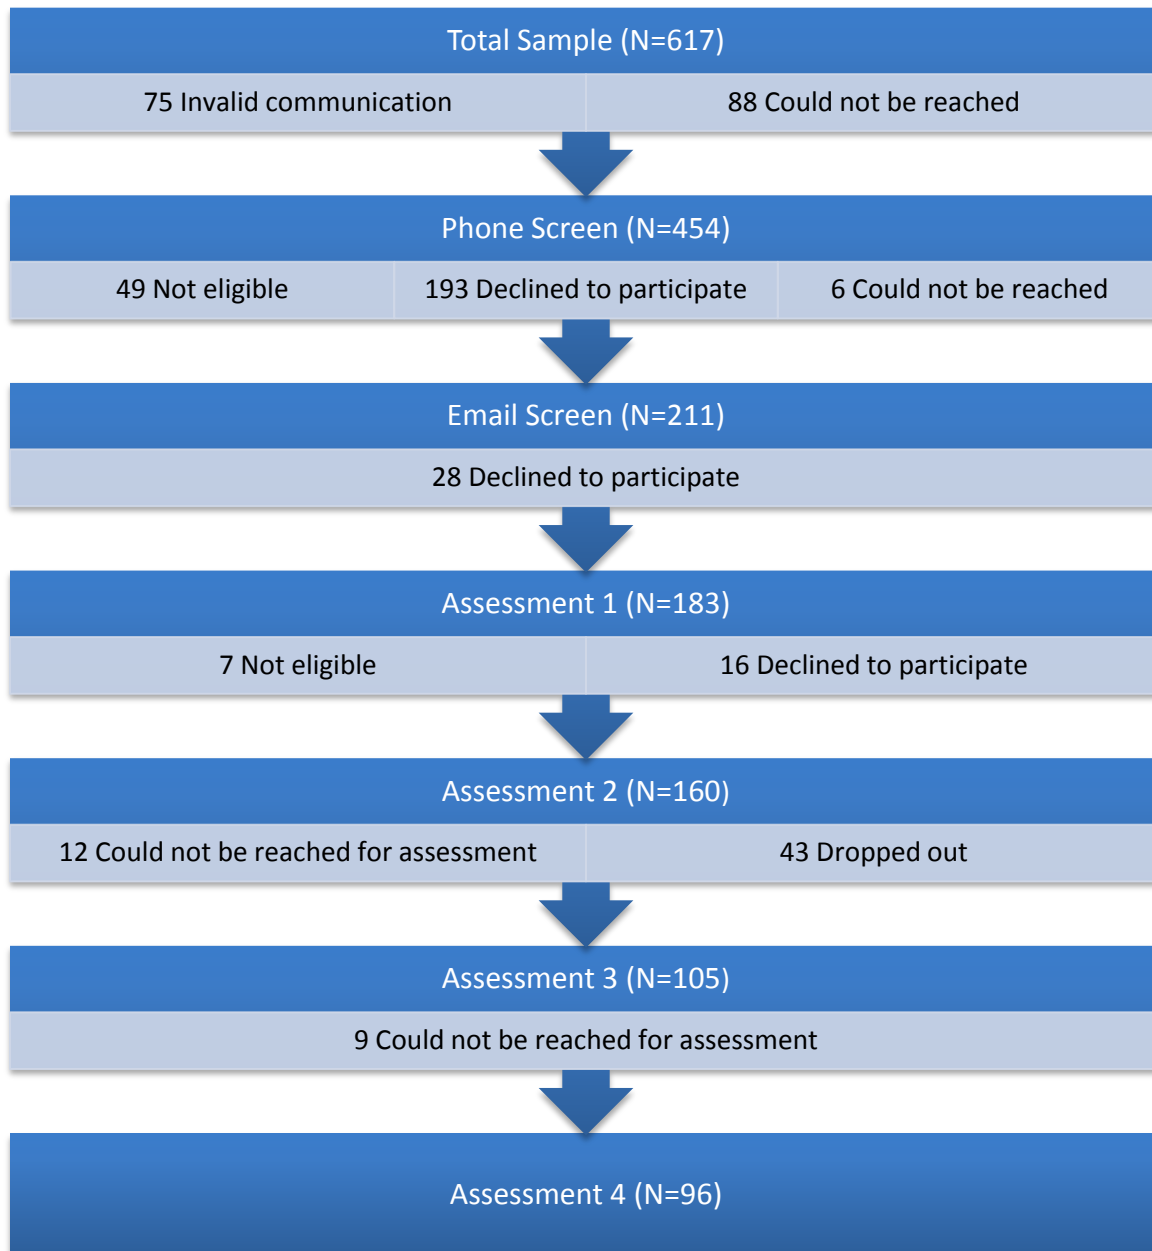 Total Sample (N=617)
75 Invalid communication 88 Could not be reached
Phone Screen (N=454)
49 Not eligible 193 Declined to participate 6 Could not be reached
Email Screen (N=211)
28 Declined to participate
Assessment 1 (N=183)
7 Not eligible 16 Declined to participate
Assessment 2 (N=160)
12 Could not be reached for assessment 43 Dropped out
Assessment 3 (N=105)
9 Could not be reached for assessment
Assessment 4 (N=96)